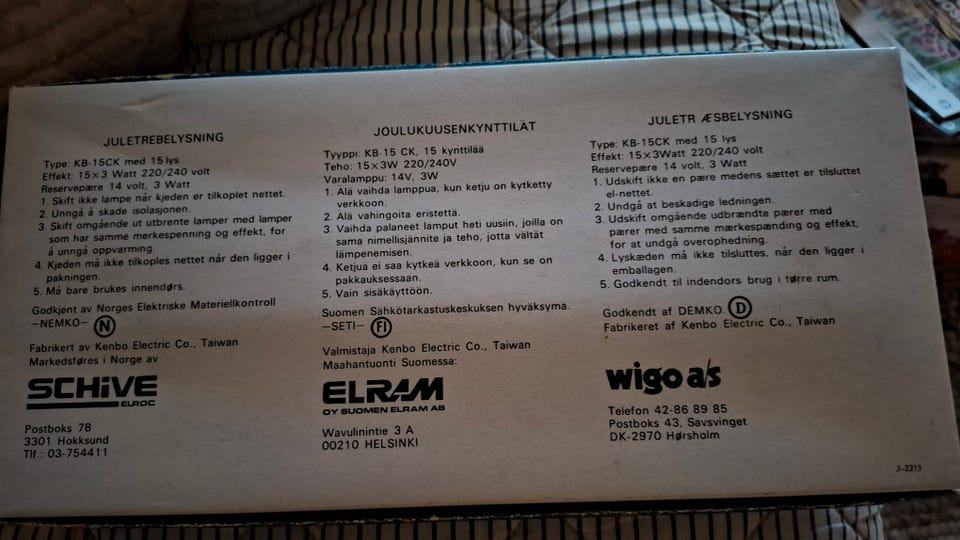 JULETREBELYSNING
Type: KB-15CK med 15 lys
Effekt: 15×3 Watt 220/240 volt
Reservepære 14 volt, 3 Watt
1. Skift ikke lampe når kjeden er tilkoplet nettet.
2. Unngå å skade isolasjonen.
3. Skift omgående ut utbrente lamper med lamper
som har samme merkespenning og effekt, for
å unngå oppvarming.
4. Kjeden må ikke tilkoples nettet når den ligger i
pakningen.
5. Må bare brukes innendørs.
Godkjent av Norges Elektriske Materiellkontroll
—NEMKO— N
Fabrikert av Kenbo Electric Co., Taiwan
Markedsføres i Norge av
SCHiVE
ELROC
Postboks 78
3301 Hokksund
Tlf.: 03-754411
JOULUKUUSENKYNTTILÄT
Tyyppi: KB-15 CK, 15 kynttilää
Teho: 15×3W 220/240V
Varalamppu: 14V, 3W
1. Älä vaihda lamppua, kun ketju on kytketty
verkkoon.
2. Älä vahingoita eristettä.
3. Vaihda palaneet lamput heti uusiin, joilla on
sama nimellisjännite ja teho, jotta vältät
lämpenemisen.
4. Ketjua ei saa kytkeä verkkoon, kun se on
pakkauksessaan.
5. Vain sisäkäyttöön.
Suomen Sähkötarkastuskeskuksen hyväksymä.
—SETI— FI
Valmistaja Kenbo Electric Co., Taiwan
Maahantuonti Suomessa:
ELRAM
OY SUOMEN ELRAM AB
Wavulinintie 3 A
00210 HELSINKI
JULETR ÆSBELYSNING
Type: KB-15CK med 15 lys
Effekt: 15×3Watt 220/240 volt
Reservepære 14 volt, 3 Watt
1. Udskift ikke en pære medens sættet er tilsluttet
el-nettet.
2. Undgå at beskadige ledningen.
3. Udskift omgående udbrændte pærer med
pærer med samme mærkespænding og effekt,
for at undgå overophedning.
4. Lyskæden må ikke tilsluttes, når den ligger i
emballagen.
5. Godkendt til indendors brug i tørre rum.
Godkendt af DEMKO. D
Fabrikeret af Kenbo Electric Co., Taiwan
wigo a/s
Telefon 42-86 89 85
Postboks 43, Savsvinget
DK-2970 Hørsholm
J-2213